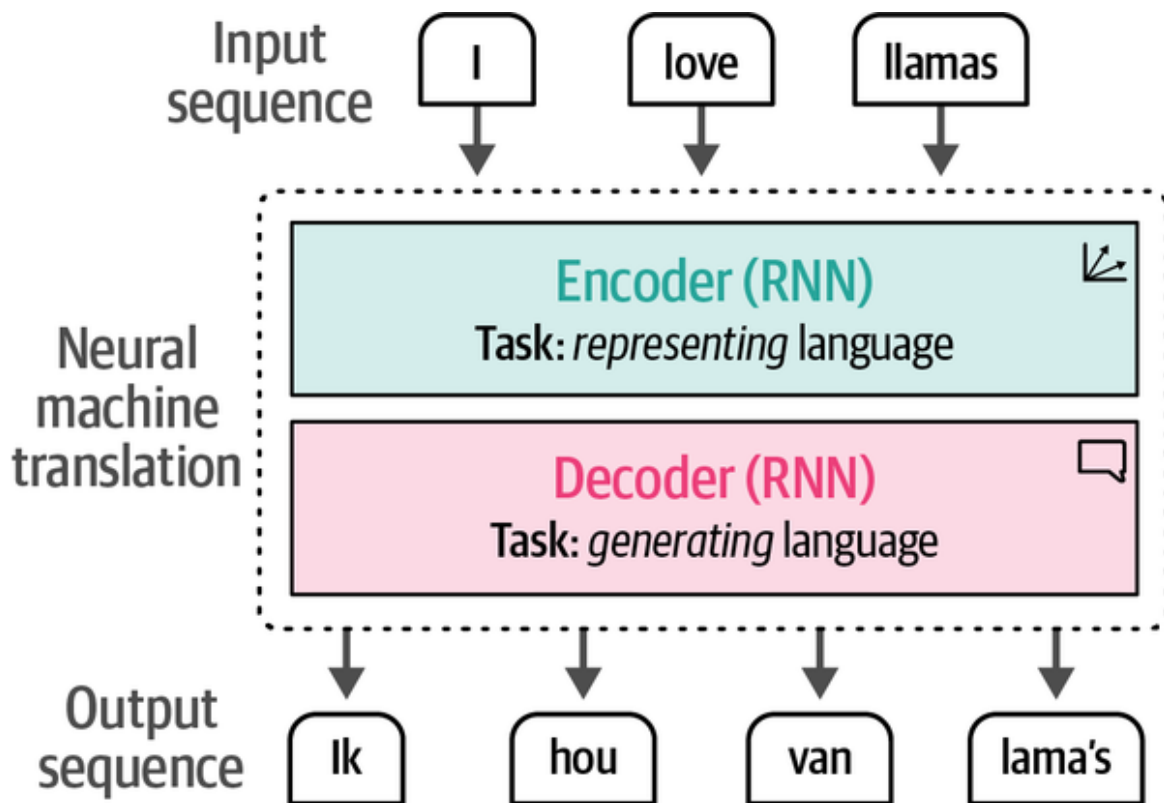 Input
sequence
I love llamas
Encoder (RNN)
Task: representing language
Neural
machine
translation
Decoder (RNN)
Task: generating language
Output
sequence
Ik hou van lama's